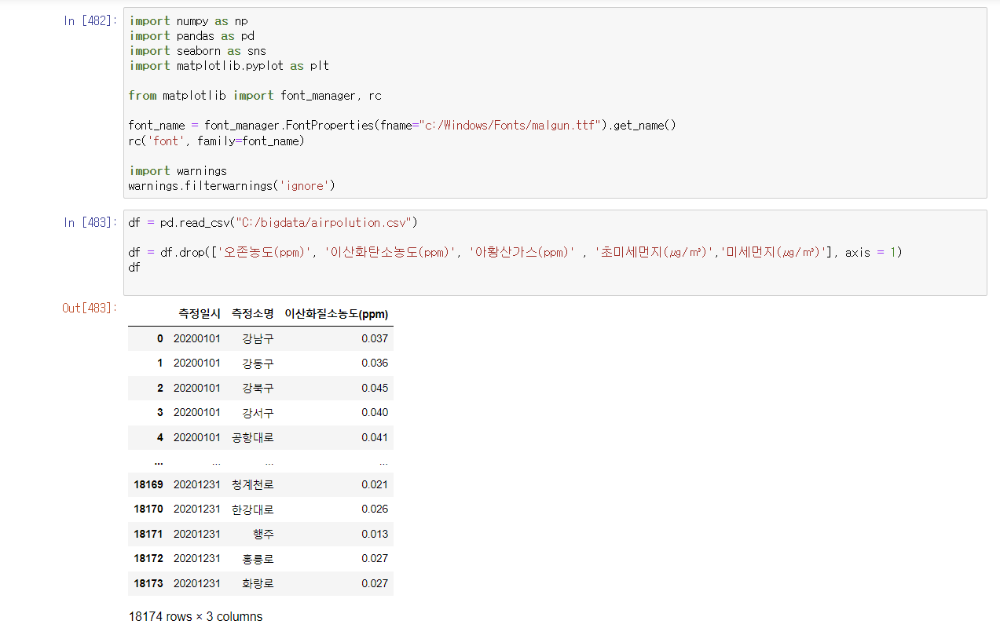 In [482]:
import numpy as np
import pandas as pd
import seaborn as sns
import matplotlib.pyplot as plt
from matplotlib import font_manager, rc
font_name = font_manager.FontProperties(fname="c:/Windows/Fonts/malgun.ttf").get_name()
rc('font', family=font_name)
import warnings
warnings.filterwarnings('ignore')
In [483]:
df = pd.read_csv("C:/bigdata/airpolution.csv")
df = df.drop(['오존농도(ppm)', '이산화탄소농도(ppm)', '아황산가스(ppm)' , '초미세먼지(㎍/㎥)','미세먼지(㎍/㎥)'], axis = 1)
df
Out[483]:
측정일시 측정소명 이산화질소농도(ppm)
0 20200101 강남구 0.037
1 20200101 강동구 0.036
2 20200101 강북구 0.045
3 20200101 강서구 0.040
4 20200101 공항대로 0.041
... ... ... ...
18169 20201231 청계천로 0.021
18170 20201231 한강대로 0.026
18171 20201231 행주 0.013
18172 20201231 홍릉로 0.027
18173 20201231 화랑로 0.027
18174 rows × 3 columns